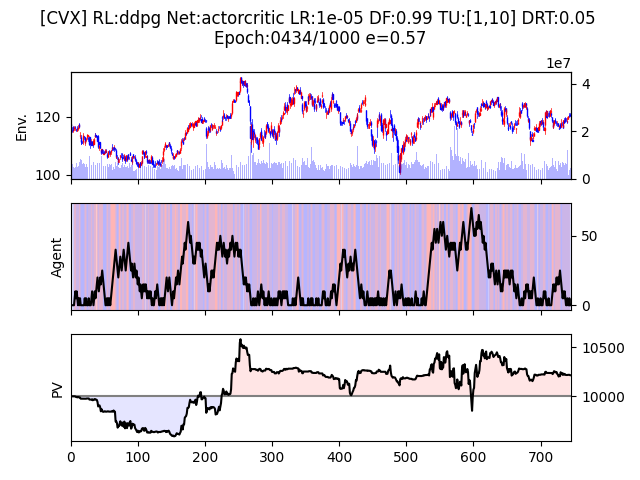 [CVX] RL:ddpg Net:actorcritic LR:1e-05 DF:0.99 TU:[1,10] DRT:0.05
Epoch:0434/1000 e=0.57
1e7
Env.
120
100
4
2
0
Agent
50
0
PV
10500
10000
0 100 200 300 400 500 600 700